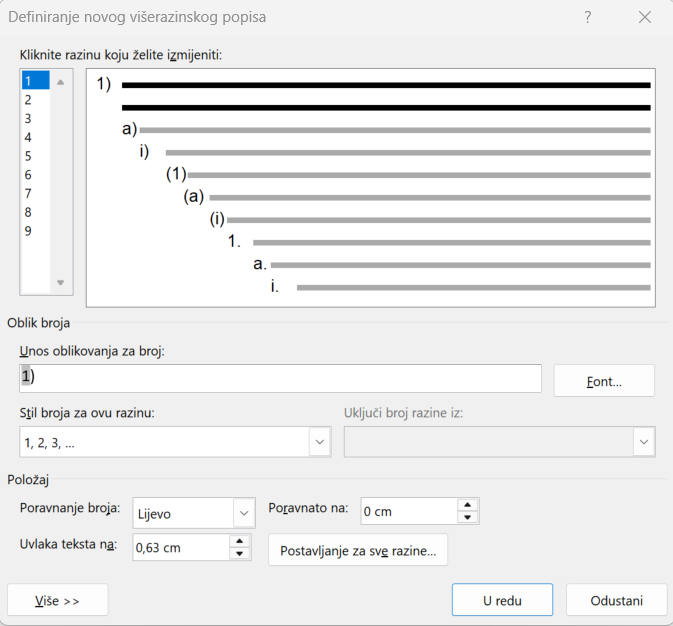 Definiranje novog višerazinskog popisa ?
Kliknite razinu koju želite izmijeniti:
1
2
3
4
5
6
7
8
9
1)
a)
i)
(1)
(a)
(i)
1.
a.
i.
Oblik broja
Unos oblikovanja za broj:
1)
Font...
Stil broja za ovu razinu:
Uključi broj razine iz:
1, 2, 3, ...
Položaj
Poravnanje broja: Lijevo Poravnato na: 0 cm
Uvlaka teksta na: 0,63 cm Postavljanje za sve razine...
Više >> U redu Odustani